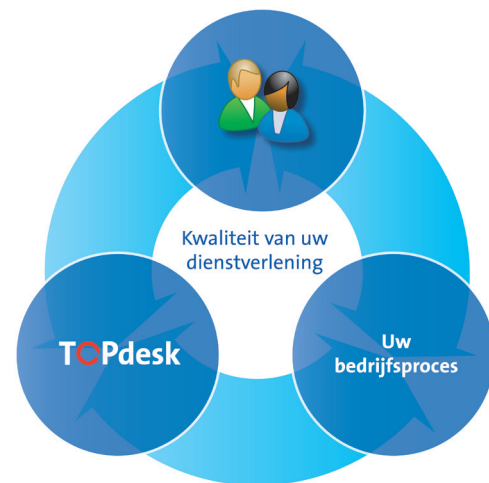 Kwaliteit van uw
dienstverlening
TOPdesk
Uw
bedrijfsproces